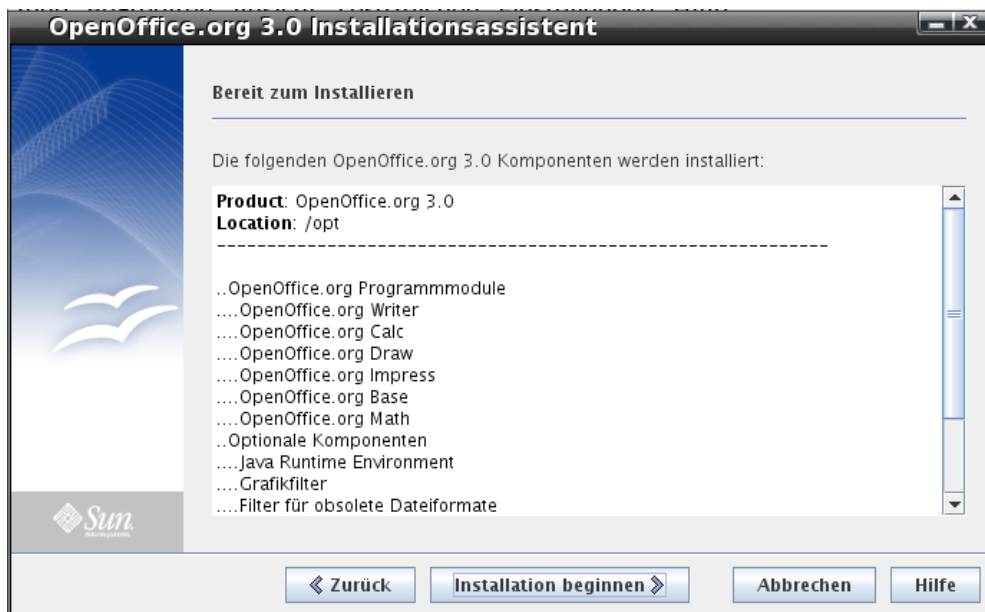 OpenOffice.org 3.0 Installationsassistent
Bereit zum Installieren
Die folgenden OpenOffice.org 3.0 Komponenten werden installiert:
Product: OpenOffice.org 3.0
Location: /opt
-------------------------------------------------------------
..OpenOffice.org Programmmodule
....OpenOffice.org Writer
....OpenOffice.org Calc
....OpenOffice.org Draw
....OpenOffice.org Impress
....OpenOffice.org Base
....OpenOffice.org Math
..Optionale Komponenten
....Java Runtime Environment
....Grafikfilter
....Filter für obsolete Dateiformate
Sun
microsystems
Zurück
Installation beginnen
Abbrechen
Hilfe